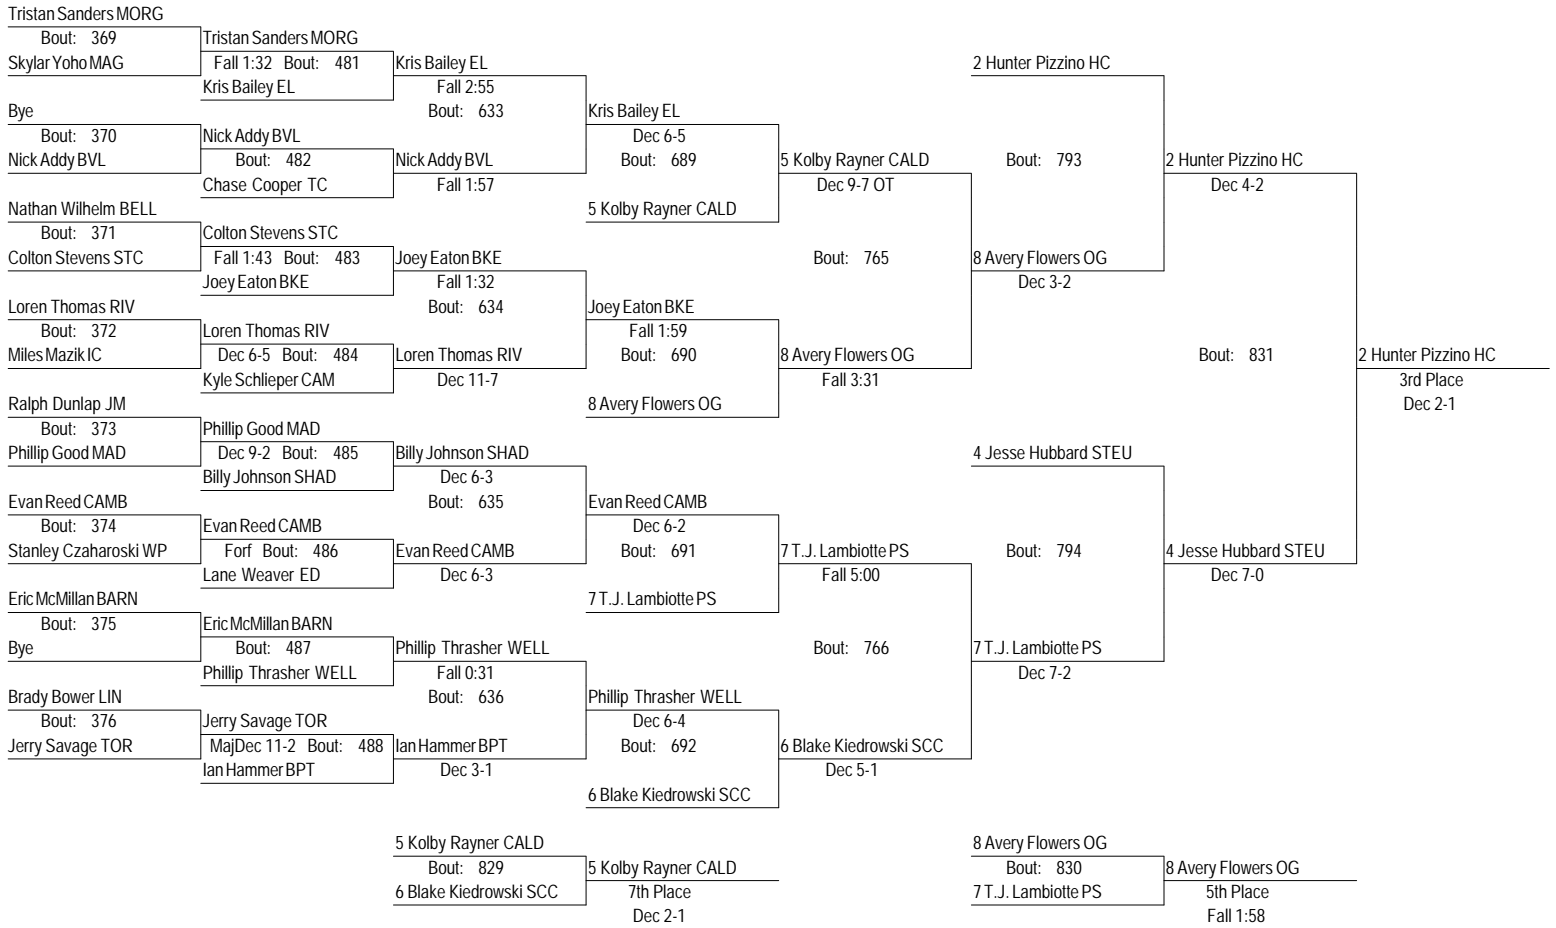 Tristan Sanders MORG
Bout: 369
Skylar Yoho MAG
Bye
Bout: 370
Nick Addy BVL
Nathan Wilhelm BELL
Bout: 371
Colton Stevens STC
Loren Thomas RIV
Bout: 372
Miles Mazik IC
Ralph Dunlap JM
Bout: 373
Phillip Good MAD
Evan Reed CAMB
Bout: 374
Stanley Czaharoski WP
Eric McMillan BARN
Bout: 375
Bye
Brady Bower LIN
Bout: 376
Jerry Savage TOR
Tristan Sanders MORG
Fall 1:32 Bout: 481
Kris Bailey EL
Nick Addy BVL
Bout: 482
Chase Cooper TC
Colton Stevens STC
Fall 1:43 Bout: 483
Joey Eaton BKE
Loren Thomas RIV
Dec 6-5 Bout: 484
Kyle Schlieper CAM
Phillip Good MAD
Dec 9-2 Bout: 485
Billy Johnson SHAD
Evan Reed CAMB
Forf Bout: 486
Lane Weaver ED
Eric McMillan BARN
Bout: 487
Phillip Thrasher WELL
Jerry Savage TOR
MajDec 11-2 Bout: 488
Ian Hammer BPT
Kris Bailey EL
Fall 2:55
Bout: 633
Nick Addy BVL
Fall 1:57
Joey Eaton BKE
Fall 1:32
Bout: 634
Loren Thomas RIV
Dec 11-7
Billy Johnson SHAD
Dec 6-3
Bout: 635
Evan Reed CAMB
Dec 6-3
Phillip Thrasher WELL
Fall 0:31
Bout: 636
Ian Hammer BPT
Dec 3-1
Kris Bailey EL
Dec 6-5
Bout: 689
5 Kolby Rayner CALD
Joey Eaton BKE
Fall 1:59
Bout: 690
8 Avery Flowers OG
Evan Reed CAMB
Dec 6-2
Bout: 691
7 T.J. Lambiotte PS
Phillip Thrasher WELL
Dec 6-4
Bout: 692
6 Blake Kiedrowski SCC
5 Kolby Rayner CALD
Dec 9-7 OT
Bout: 765
8 Avery Flowers OG
Fall 3:31
7 T.J. Lambiotte PS
Fall 5:00
Bout: 766
6 Blake Kiedrowski SCC
Dec 5-1
2 Hunter Pizzino HC
Bout: 793
8 Avery Flowers OG
Dec 3-2
4 Jesse Hubbard STEU
Bout: 794
7 T.J. Lambiotte PS
Dec 7-2
2 Hunter Pizzino HC
Dec 4-2
Bout: 831
4 Jesse Hubbard STEU
Dec 7-0
2 Hunter Pizzino HC
3rd Place
Dec 2-1
5 Kolby Rayner CALD
Bout: 829
6 Blake Kiedrowski SCC
5 Kolby Rayner CALD
7th Place
Dec 2-1
8 Avery Flowers OG
Bout: 830
7 T.J. Lambiotte PS
8 Avery Flowers OG
5th Place
Fall 1:58